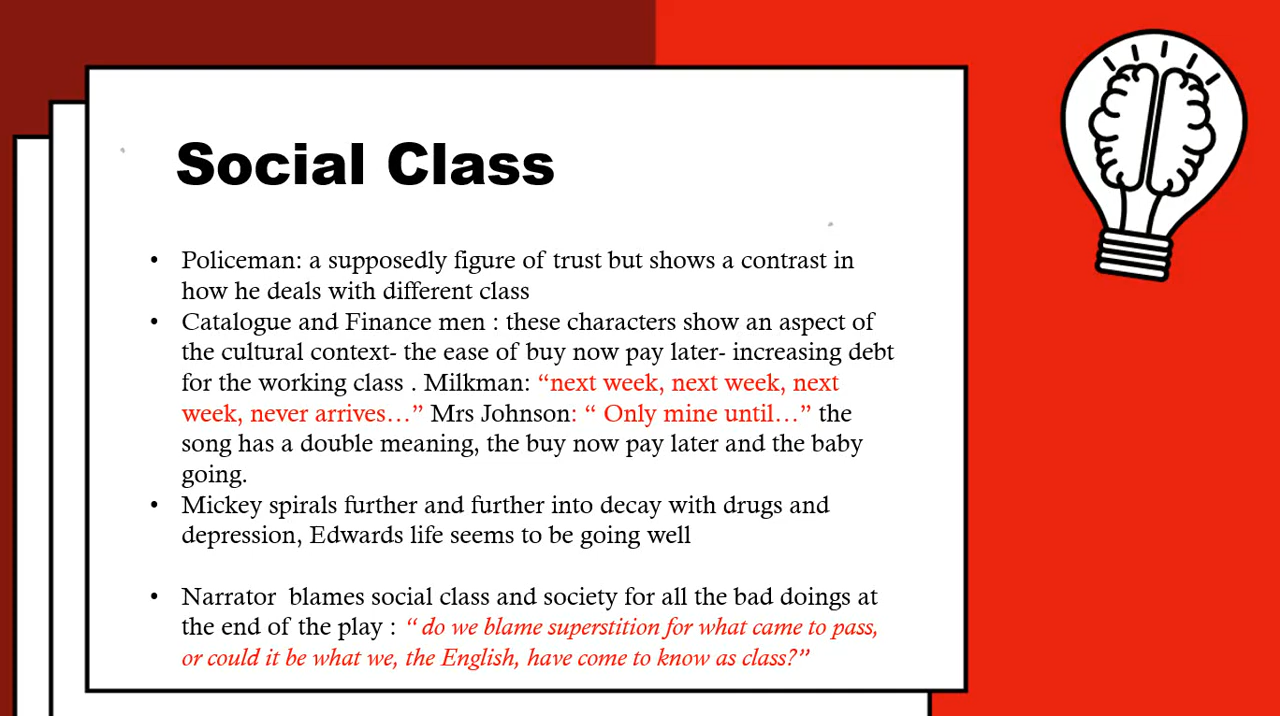 Social Class
• Policeman: a supposedly figure of trust but shows a contrast in
how he deals with different class
• Catalogue and Finance men : these characters show an aspect of
the cultural context- the ease of buy now pay later- increasing debt
for the working class . Milkman: “next week, next week, next
week, never arrives…” Mrs Johnson: “ Only mine until…” the
song has a double meaning, the buy now pay later and the baby
going.
• Mickey spirals further and further into decay with drugs and
depression, Edwards life seems to be going well
• Narrator  blames social class and society for all the bad doings at
the end of the play : “ do we blame superstition for what came to pass,
or could it be what we, the English, have come to know as class?”